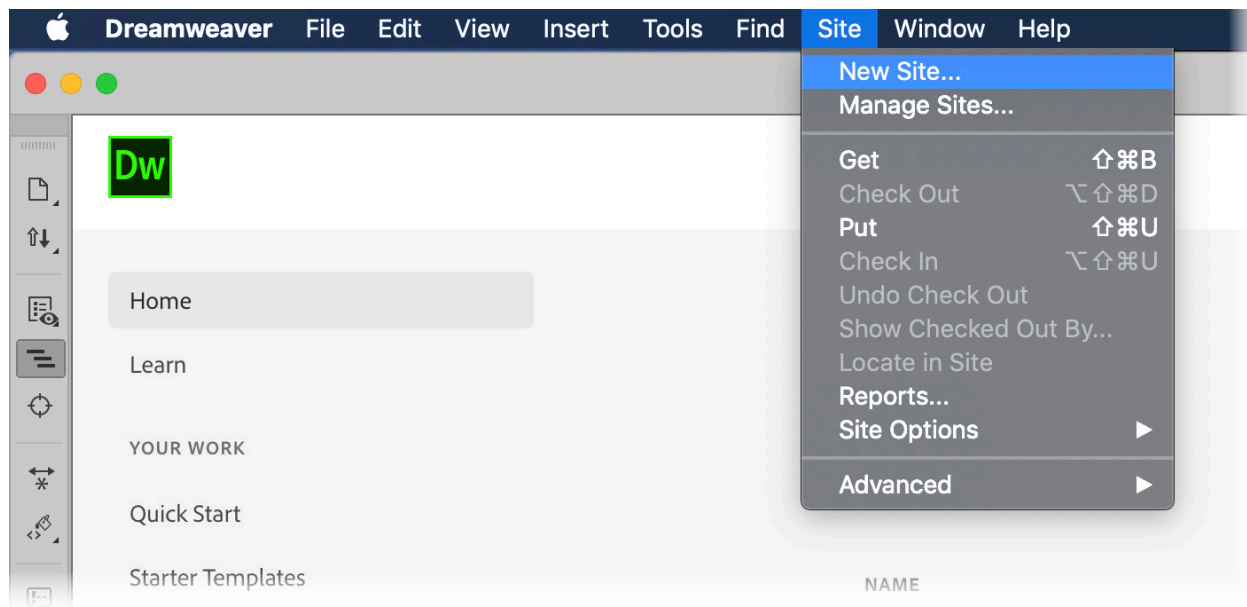 Dreamweaver File Edit View Insert Tools Find Site Window Help
New Site...
Manage Sites...
Get ⇧⌘B
Check Out ⌥⇧⌘D
Put ⇧⌘U
Check In ⌥⇧⌘U
Undo Check Out
Show Checked Out By...
Locate in Site
Reports...
Site Options ▶
Advanced ▶
Dw
Home
Learn
YOUR WORK
Quick Start
Starter Templates
NAME